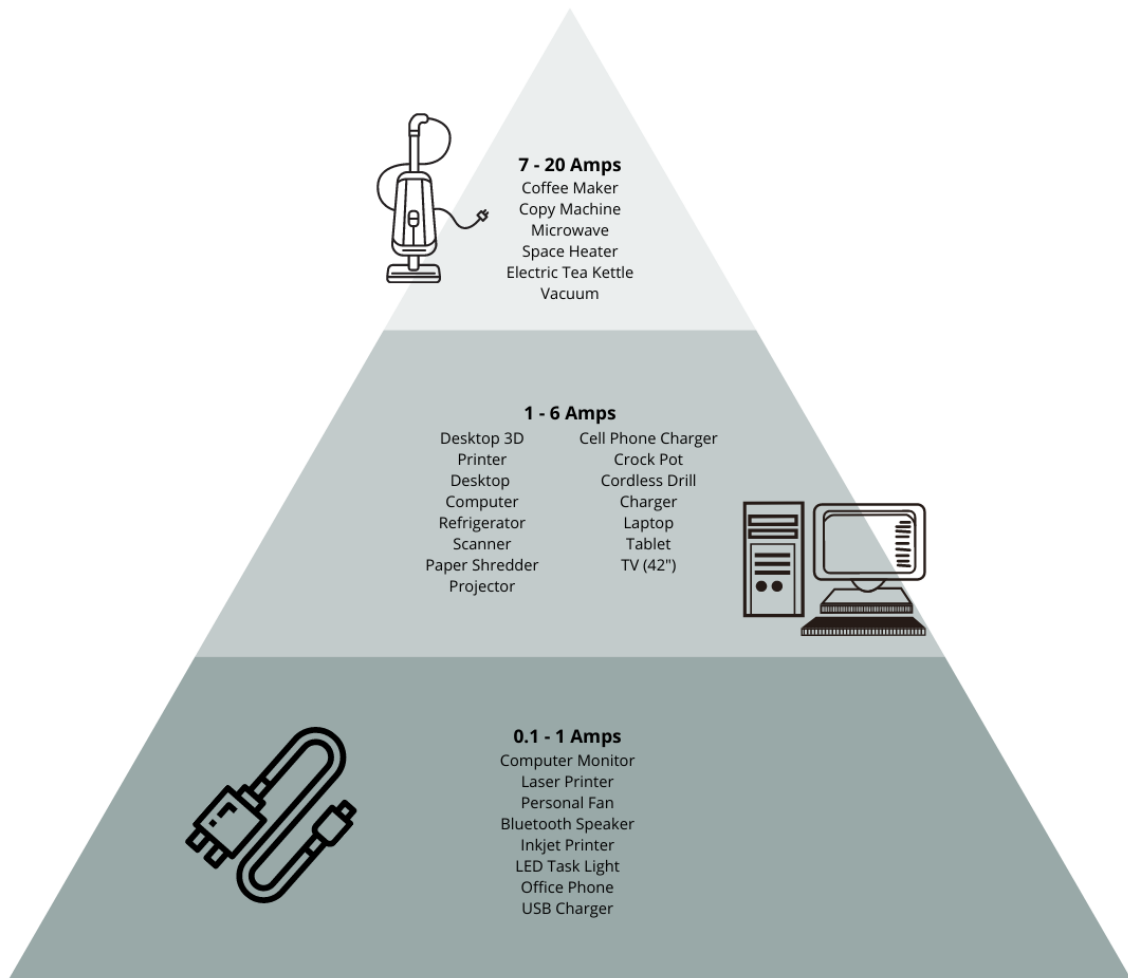 7 - 20 Amps
Coffee Maker
Copy Machine
Microwave
Space Heater
Electric Tea Kettle
Vacuum
1 - 6 Amps
Desktop 3D
Printer
Desktop
Computer
Refrigerator
Scanner
Paper Shredder
Projector
Cell Phone Charger
Crock Pot
Cordless Drill
Charger
Laptop
Tablet
TV (42")
0.1 - 1 Amps
Computer Monitor
Laser Printer
Personal Fan
Bluetooth Speaker
Inkjet Printer
LED Task Light
Office Phone
USB Charger